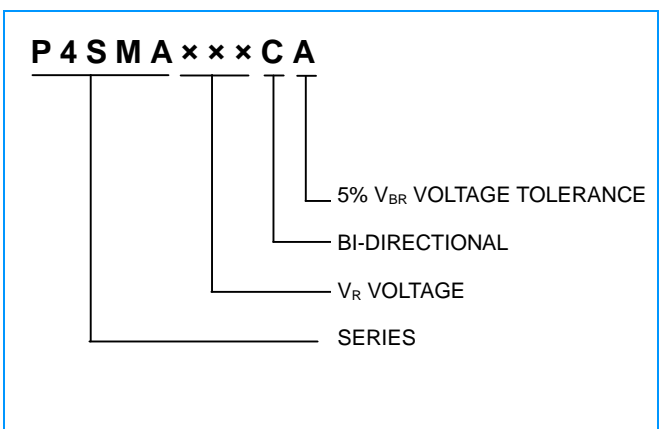 P4SMA×××CA
5% VBR VOLTAGE TOLERANCE
BI-DIRECTIONAL
VR VOLTAGE
SERIES